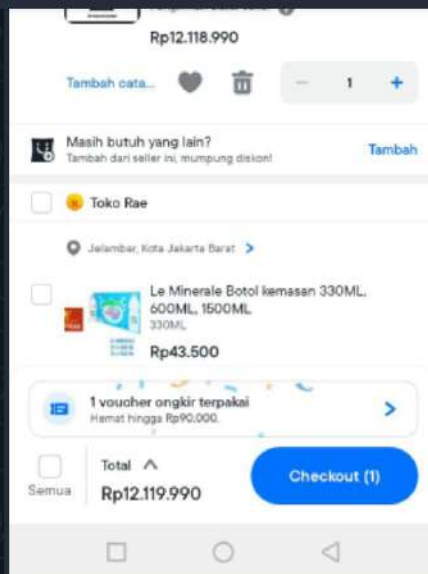 Rp12.118.990
Tambah cata...
1
Masih butuh yang lain?
Tambah dari seller ini, mumpung diskon!
Tambah
Toko Rae
Jelambar, Kota Jakarta Barat
Le Minerale Botol kemasan 330ML,
600ML, 1500ML
330ML
Rp43.500
1 voucher ongkir terpakai
Hemat hingga Rp90.000.
Total
Rp12.119.990
Semua
Checkout (1)